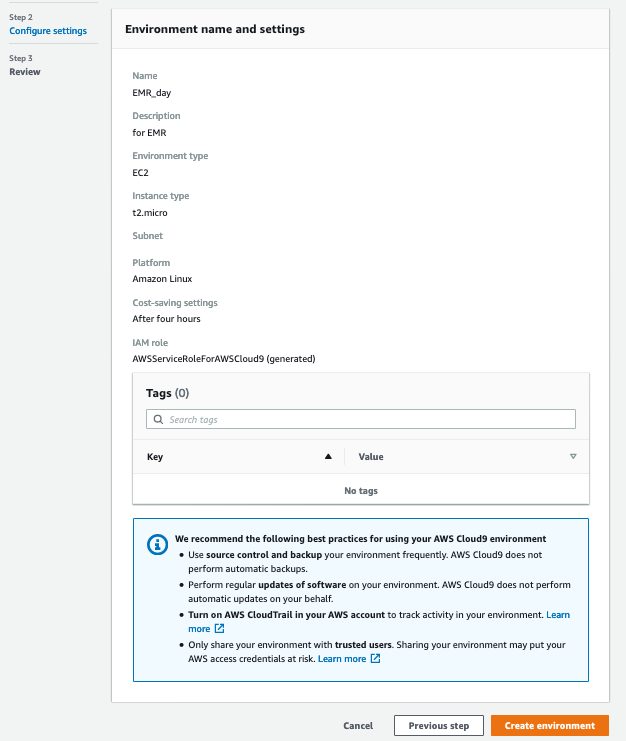 Step 2
Configure settings
Step 3
Review
Environment name and settings
Name
EMR_day
Description
for EMR
Environment type
EC2
Instance type
t2.micro
Subnet
Platform
Amazon Linux
Cost-saving settings
After four hours
IAM role
AWSServiceRoleForAWSCloud9 (generated)
Tags (0)
Search tags
Key
Value
No tags
We recommend the following best practices for using your AWS Cloud9 environment
• Use source control and backup your environment frequently. AWS Cloud9 does not
perform automatic backups.
• Perform regular updates of software on your environment. AWS Cloud9 does not perform
automatic updates on your behalf.
• Turn on AWS CloudTrail in your AWS account to track activity in your environment. Learn
more
• Only share your environment with trusted users. Sharing your environment may put your
AWS access credentials at risk. Learn more
Cancel
Previous step
Create environment